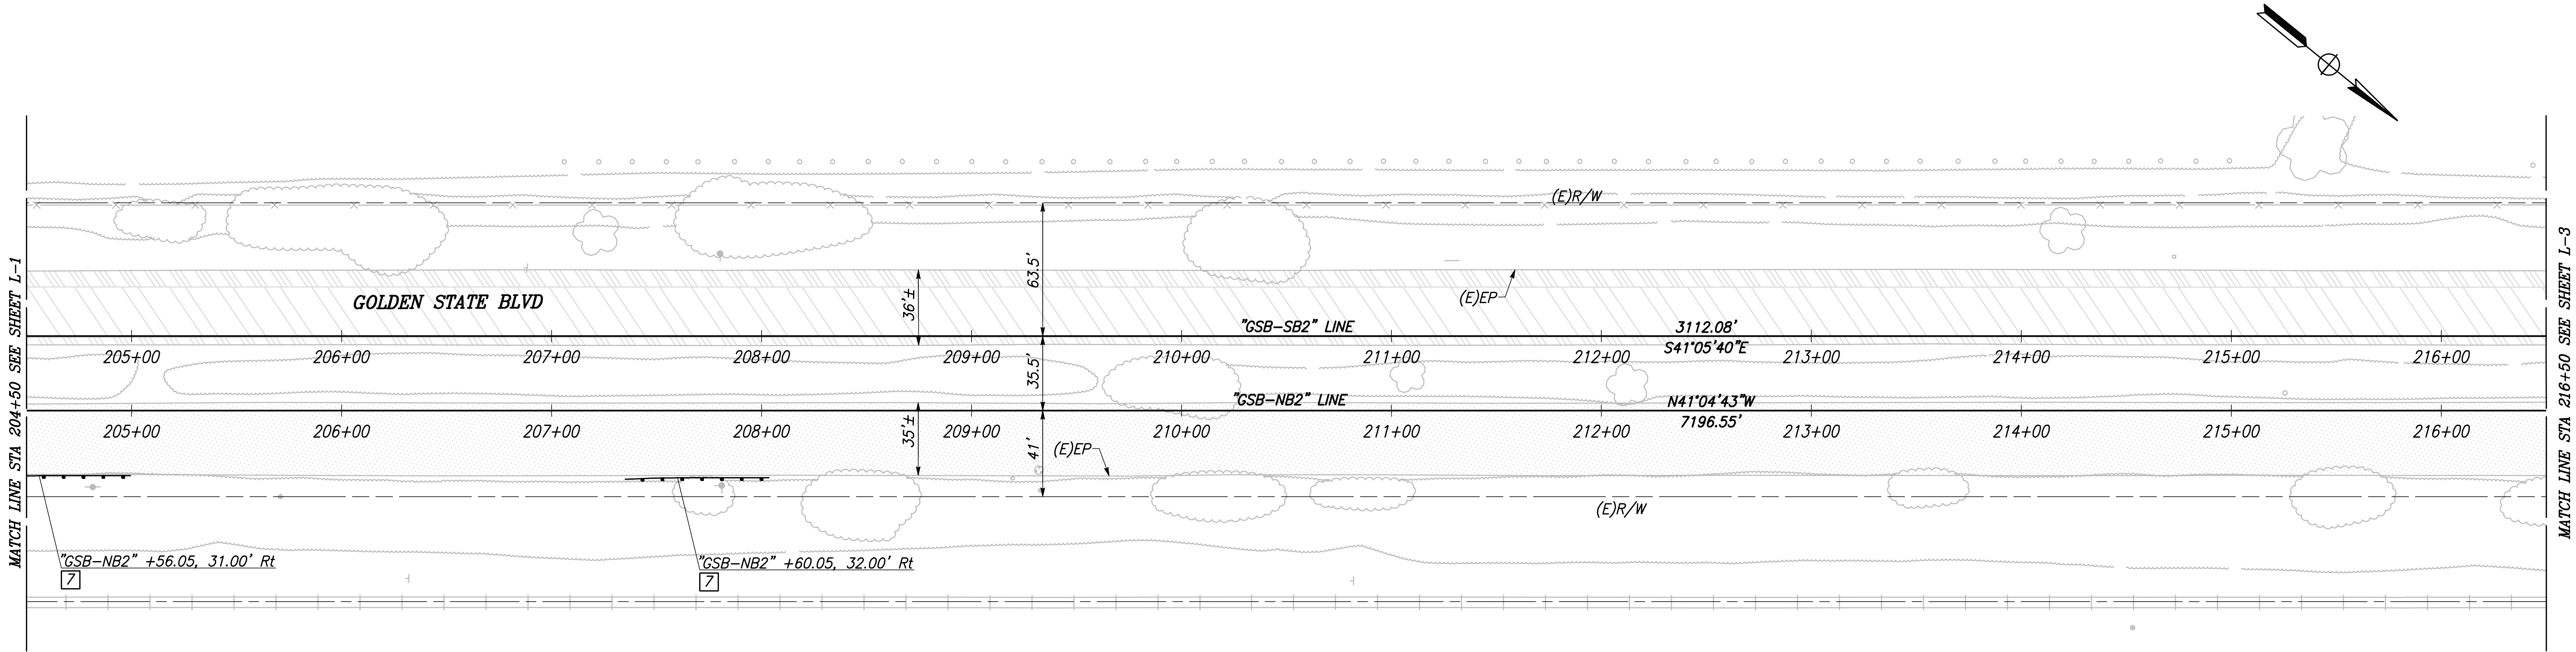 MATCH LINE STA 204+50 SEE SHEET L-1
(E)R/W
63.5'
36'±
(E)EP
GOLDEN STATE BLVD
"GSB-SB2" LINE
3112.08'
S41°05'40"E
205+00
206+00
207+00
208+00
209+00
210+00
211+00
212+00
213+00
214+00
215+00
216+00
35.5'
"GSB-NB2" LINE
N41°04'43"W
7196.55'
205+00
206+00
207+00
208+00
209+00
210+00
211+00
212+00
213+00
214+00
215+00
216+00
35'±
41'
(E)EP
(E)R/W
"GSB-NB2" +56.05, 31.00' Rt
7
"GSB-NB2" +60.05, 32.00' Rt
7
MATCH LINE STA 216+50 SEE SHEET L-3